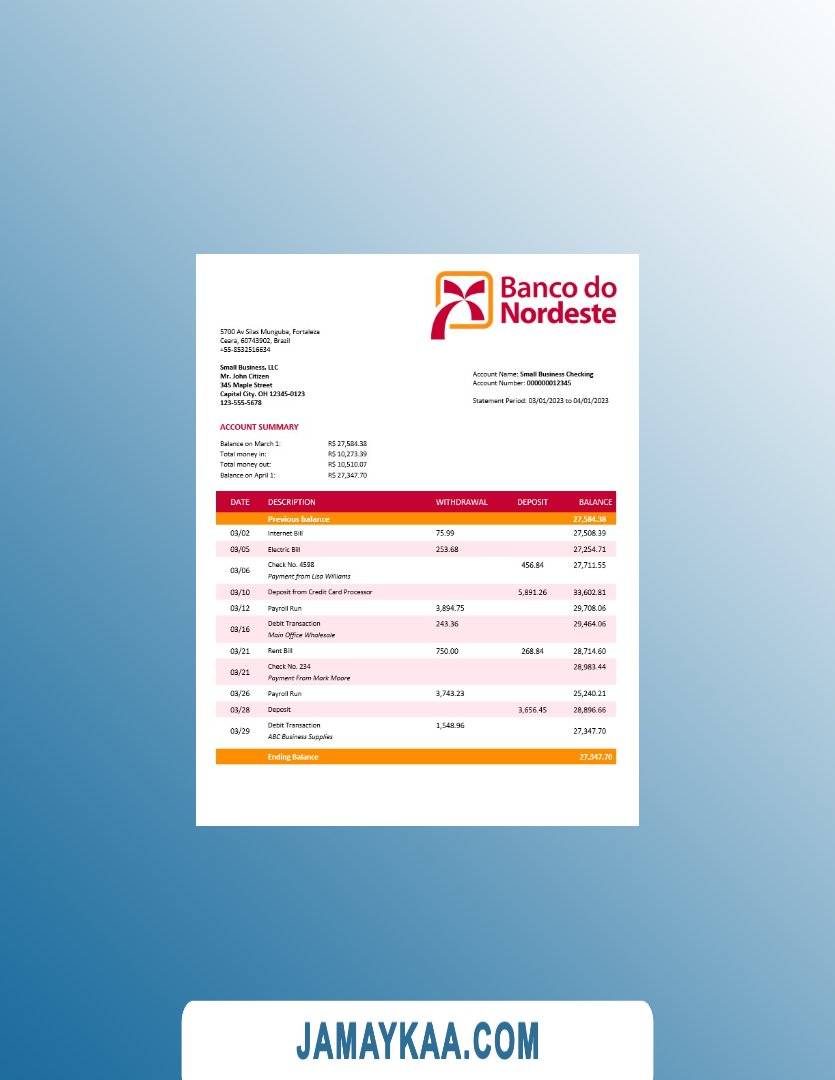 Banco do
Nordeste
5700 Av Silas Munguba, Fortaleza
Ceara, 60743902, Brazil
+55-8532516634
Small Business, LLC
Mr. John Citizen
345 Maple Street
Capital City. OH 12345-0123
123-555-5678
Account Name: Small Business Checking
Account Number: 000000012345
Statement Period: 03/01/2023 to 04/01/2023
ACCOUNT SUMMARY
Balance on March 1: R$ 27,584.38
Total money in: R$ 10,273.39
Total money out: R$ 10,510.07
Balance on April 1: R$ 27,347.70
DATE DESCRIPTION WITHDRAWAL DEPOSIT BALANCE
Previous balance 27,584.38
03/02 Internet Bill 75.99 27,508.39
03/05 Electric Bill 253.68 27,254.71
03/06 Check No. 4598 456.84 27,711.55
Payment from Lisa Williams
03/10 Deposit from Credit Card Processor 5,891.26 33,602.81
03/12 Payroll Run 3,894.75 29,708.06
03/16 Debit Transaction 243.36 29,464.06
Main Office Wholesale
03/21 Rent Bill 750.00 268.84 28,714.60
03/21 Check No. 234 28,983.44
Payment From Mark Moore
03/26 Payroll Run 3,743.23 25,240.21
03/28 Deposit 3,656.45 28,896.66
03/29 Debit Transaction 1,548.96 27,347.70
ABC Business Supplies
Ending Balance 27,347.70
JAMAYKAA.COM